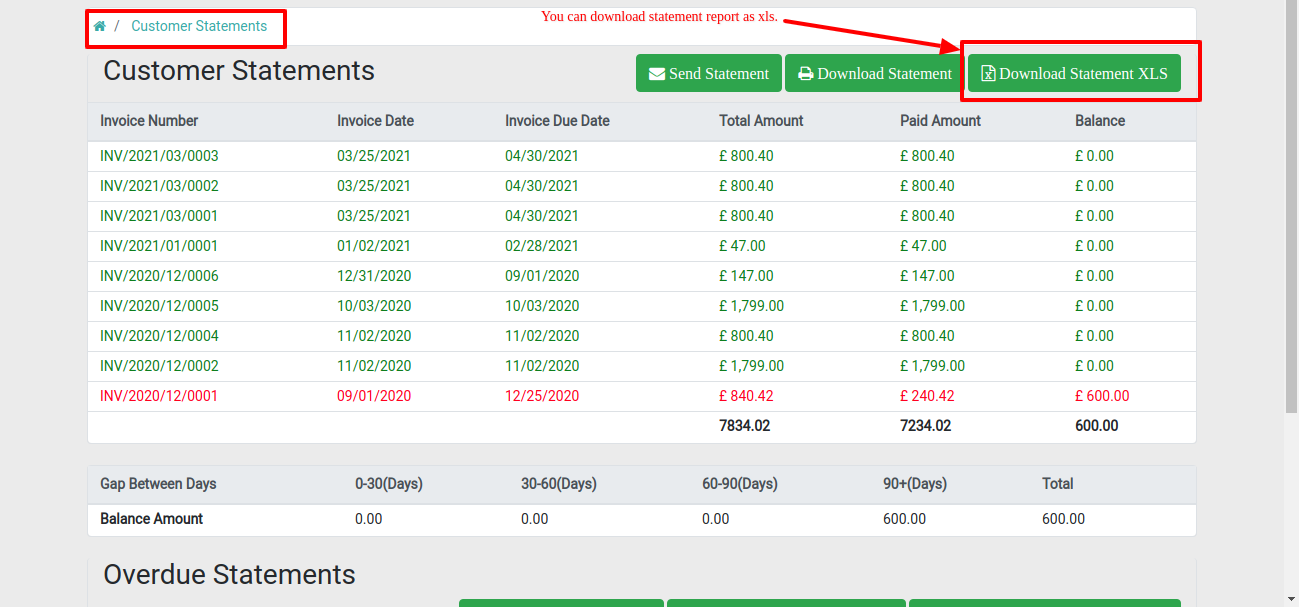 You can download statement report as xls.
/ Customer Statements
Customer Statements
Send Statement Download Statement Download Statement XLS
Invoice Number Invoice Date Invoice Due Date Total Amount Paid Amount Balance
INV/2021/03/0003 03/25/2021 04/30/2021 £ 800.40 £ 800.40 £ 0.00
INV/2021/03/0002 03/25/2021 04/30/2021 £ 800.40 £ 800.40 £ 0.00
INV/2021/03/0001 03/25/2021 04/30/2021 £ 800.40 £ 800.40 £ 0.00
INV/2021/01/0001 01/02/2021 02/28/2021 £ 47.00 £ 47.00 £ 0.00
INV/2020/12/0006 12/31/2020 09/01/2020 £ 147.00 £ 147.00 £ 0.00
INV/2020/12/0005 10/03/2020 10/03/2020 £ 1,799.00 £ 1,799.00 £ 0.00
INV/2020/12/0004 11/02/2020 11/02/2020 £ 800.40 £ 800.40 £ 0.00
INV/2020/12/0002 11/02/2020 11/02/2020 £ 1,799.00 £ 1,799.00 £ 0.00
INV/2020/12/0001 09/01/2020 12/25/2020 £ 840.42 £ 240.42 £ 600.00
7834.02 7234.02 600.00
Gap Between Days 0-30(Days) 30-60(Days) 60-90(Days) 90+(Days) Total
Balance Amount 0.00 0.00 0.00 600.00 600.00
Overdue Statements